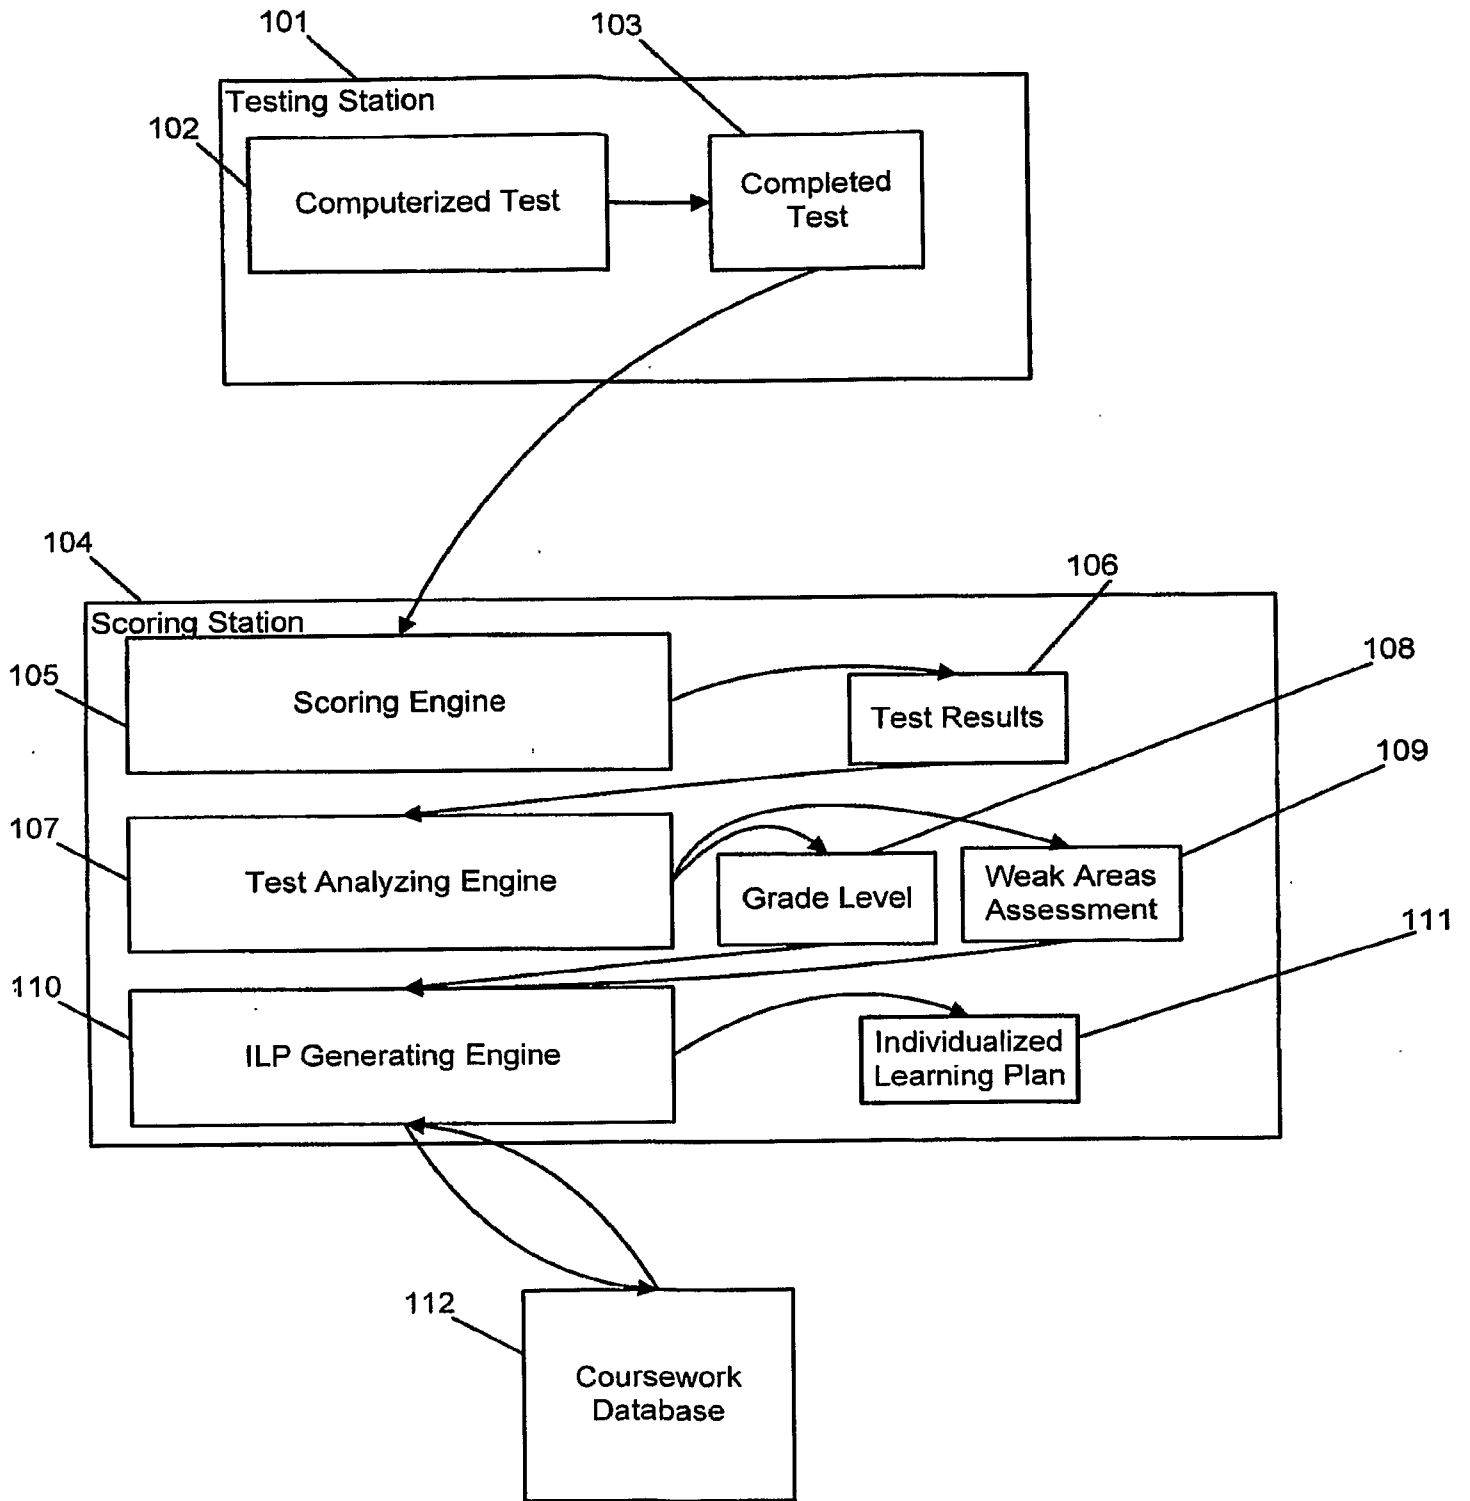 101
103
Testing Station
102
Computerized Test
Completed
Test
104
106
Scoring Station
108
105
Scoring Engine
Test Results
109
107
Test Analyzing Engine
Grade Level
Weak Areas
Assessment
111
110
ILP Generating Engine
Individualized
Learning Plan
112
Coursework
Database